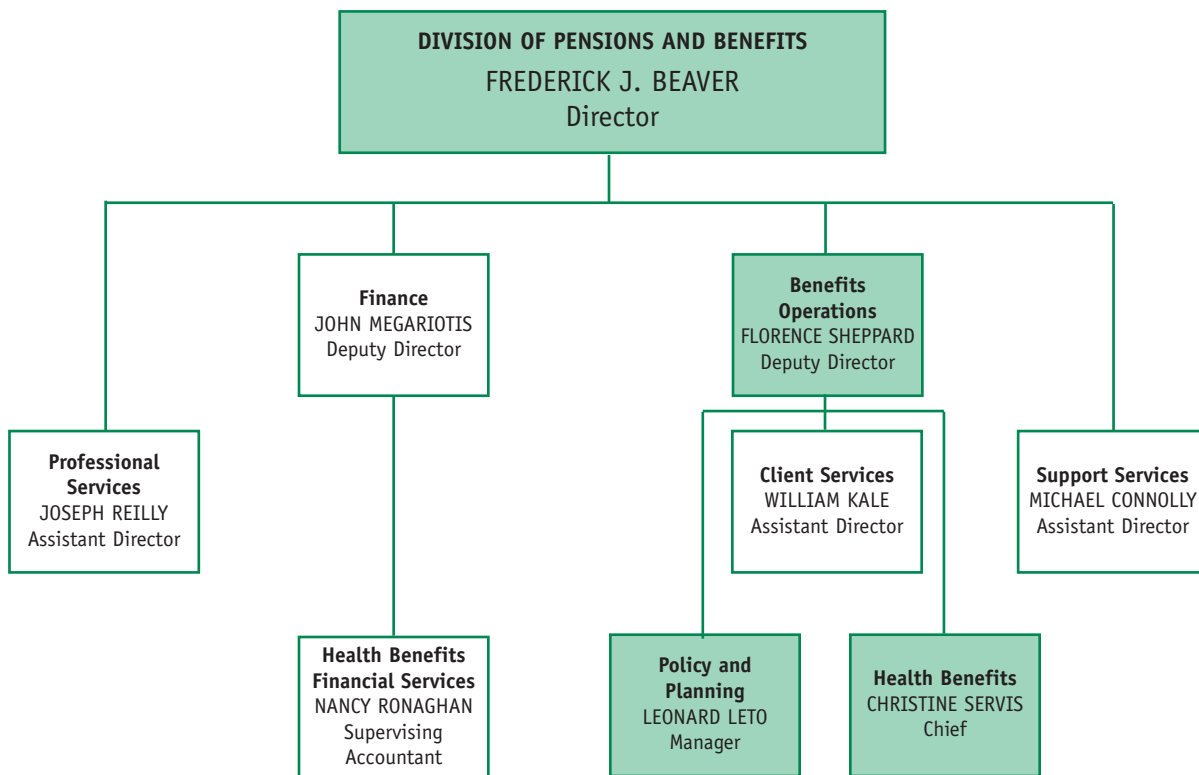 DIVISION OF PENSIONS AND BENEFITS
FREDERICK J. BEAVER
Director
Finance
JOHN MEGARIOTIS
Deputy Director
Benefits
Operations
FLORENCE SHEPPARD
Deputy Director
Professional
Services
JOSEPH REILLY
Assistant Director
Client Services
WILLIAM KALE
Assistant Director
Support Services
MICHAEL CONNOLLY
Assistant Director
Health Benefits
Financial Services
NANCY RONAGHAN
Supervising
Accountant
Policy and
Planning
LEONARD LETO
Manager
Health Benefits
CHRISTINE SERVIS
Chief